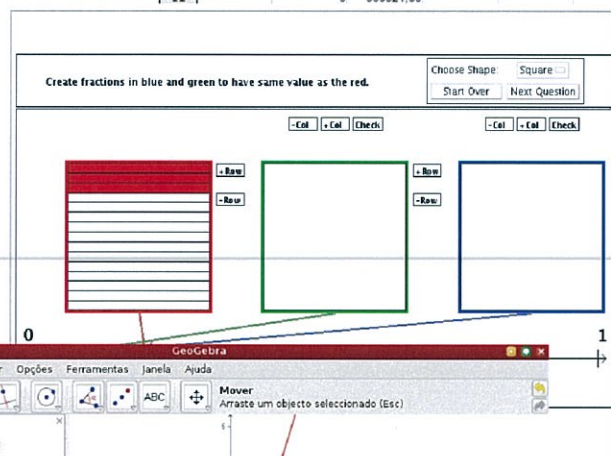 Choose Shape: Square
Create fractions in blue and green to have same value as the red.
Start Over Next Question
-Col +Col Check -Col +Col Check
+Row +Row
-Row -Row
0 1
GeoGebra
Opções Ferramentas Janela Ajuda
ABC Mover
Arraste um objecto seleccionado (Esc)
6